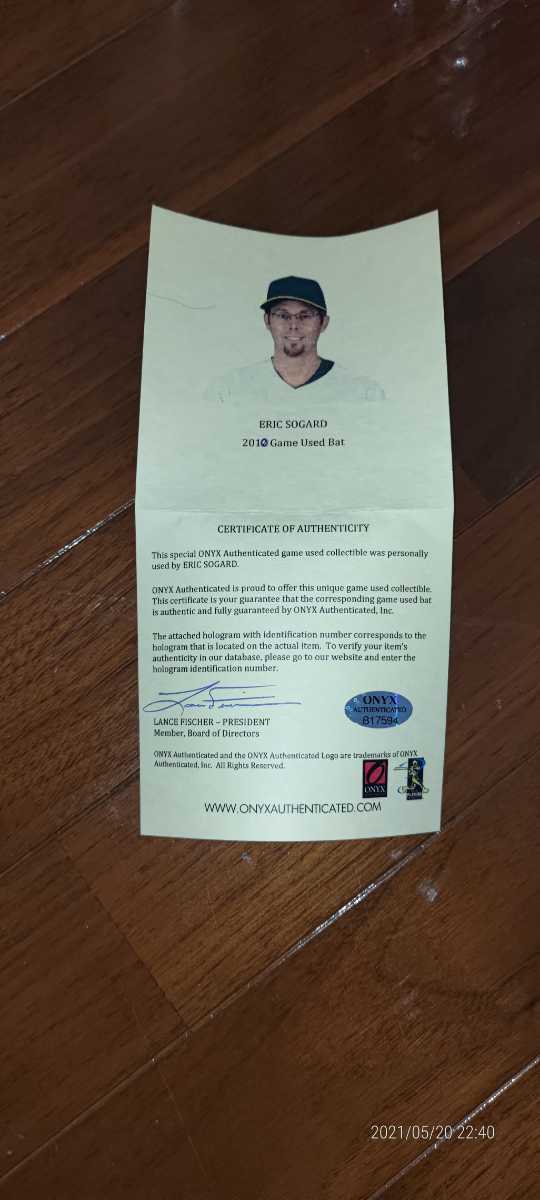 ERIC SOGARD
Game Used Bat
CERTIFICATE OF AUTHENTICITY
This special ONYX Authenticated game used collectible was personally
used by ERIC SOGARD.
ONYX Authenticated is proud to offer this unique game used collectible.
This certificate is your guarantee that the corresponding game used bat
is authentic and fully guaranteed by ONYX Authenticated, Inc.
The attached hologram with identification number corresponds to the
hologram that is located on the actual item. To verify your item's
authenticity in our database, please go to our website and enter the
hologram identification number.
ONYX
AUTHENTICATED
B17594
LANCE FISCHER – PRESIDENT
Member, Board of Directors
ONYX Authenticated and the ONYX Authenticated Logo are trademarks of ONYX
Authenticated, Inc. All Rights Reserved.
ONYX
WWW.ONYXAUTHENTICATED.COM
2021/05/20 22:40